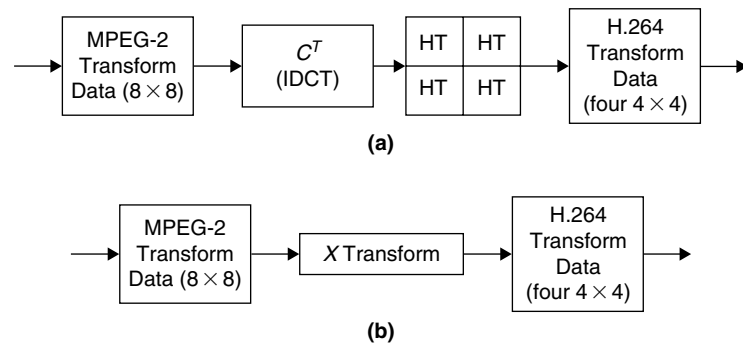 MPEG-2
Transform
Data (8 × 8)
C^T
(IDCT)
HT HT
HT HT
H.264
Transform
Data
(four 4 × 4)
(a)
MPEG-2
Transform
Data (8 × 8)
X Transform
H.264
Transform
Data
(four 4 × 4)
(b)